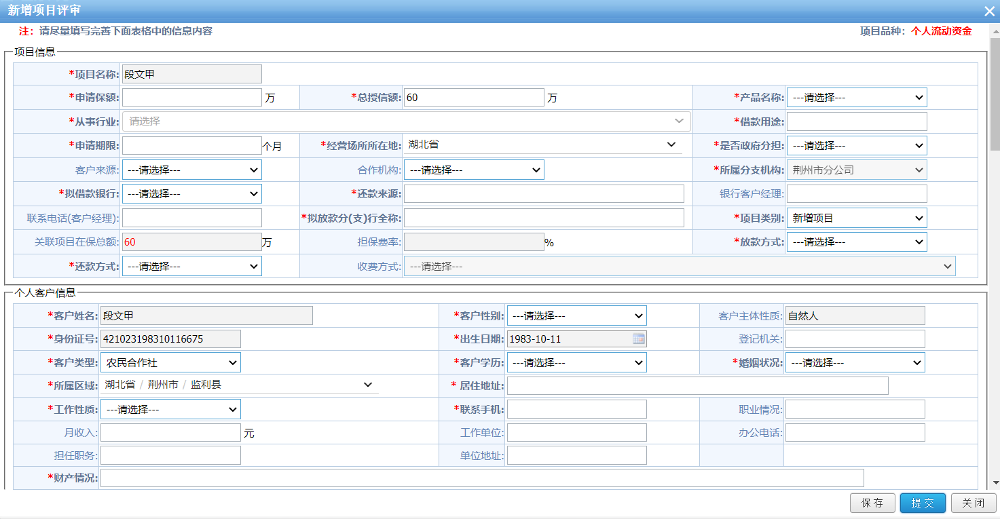 新增项目评审
注：请尽量填写完善下面表格中的信息内容 项目品种：个人流动资金
项目信息
*项目名称: 段文甲
*申请保额: 万 *总授信额: 60 万 *产品名称: ---请选择---
*从事行业: 请选择 *借款用途:
*申请期限: 个月 *经营场所所在地: 湖北省 *是否政府分担: ---请选择---
客户来源: ---请选择--- 合作机构: ---请选择--- *所属分支机构: 荆州市分公司
*拟借款银行: ---请选择--- *还款来源: 银行客户经理:
联系电话(客户经理): *拟放款分(支)行全称: *项目类别: 新增项目
关联项目在保总额: 60 万 担保费率: % *放款方式: ---请选择---
*还款方式: ---请选择--- 收费方式: ---请选择---
个人客户信息
*客户姓名: 段文甲 *客户性别: ---请选择--- 客户主体性质: 自然人
*身份证号: 421023198310116675 *出生日期: 1983-10-11 登记机关:
*客户类型: 农民合作社 *客户学历: ---请选择--- *婚姻状况: ---请选择---
*所属区域: 湖北省 / 荆州市 / 监利县 * 居住地址:
*工作性质: ---请选择--- *联系手机: 职业情况:
月收入: 元 工作单位: 办公电话:
担任职务: 单位地址:
*财产情况:
保存 提交 关闭